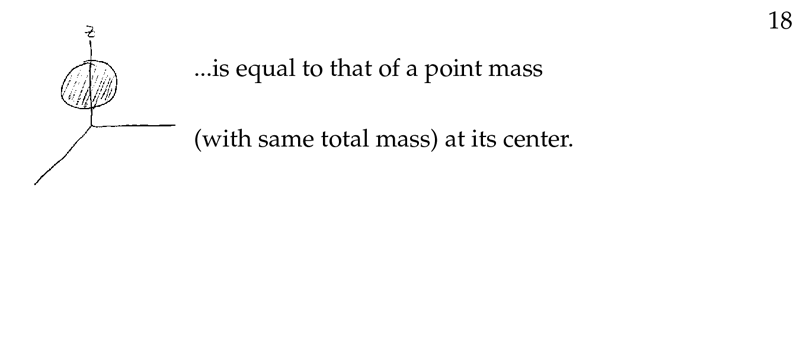 18
z
...is equal to that of a point mass
(with same total mass) at its center.